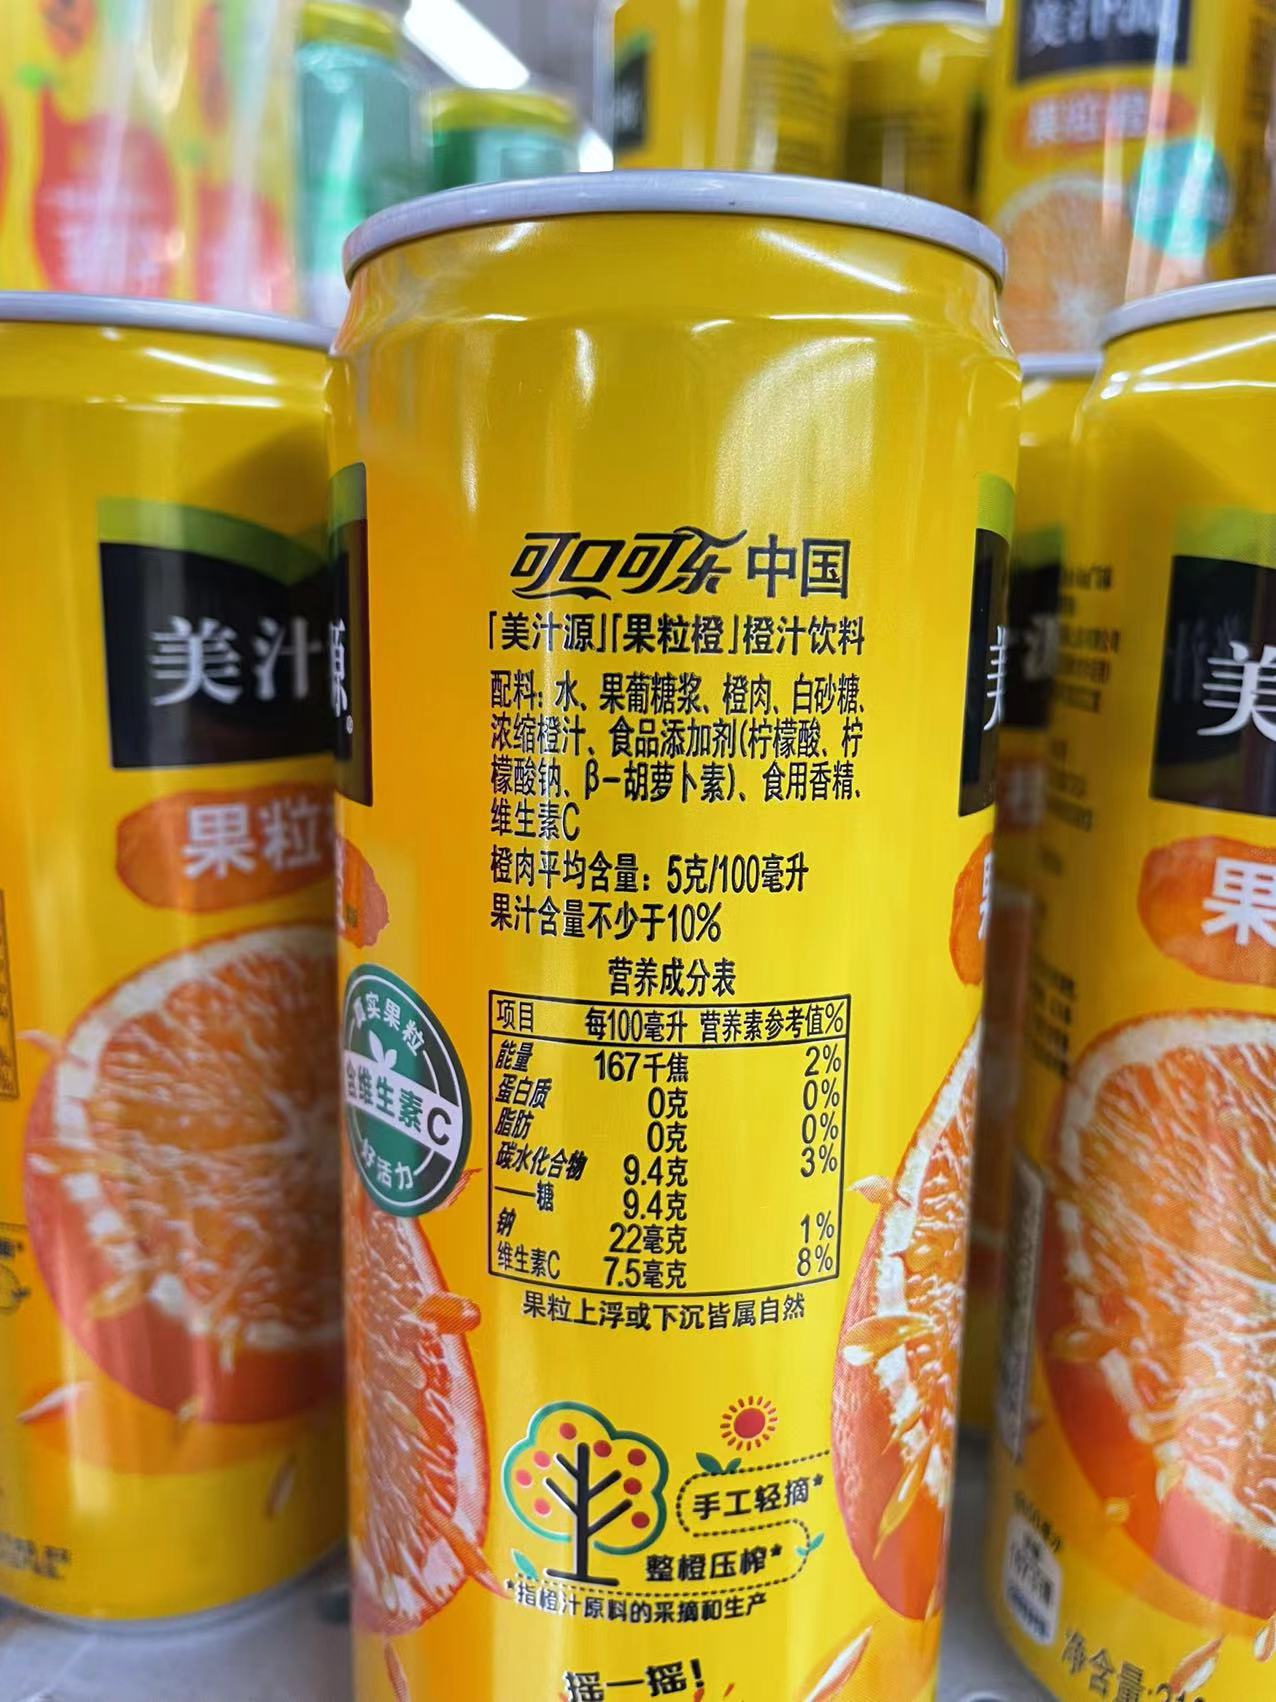 可口可乐中国
「美汁源」「果粒橙」橙汁饮料
配料：水、果葡糖浆、橙肉、白砂糖、
浓缩橙汁、食品添加剂(柠檬酸、柠
檬酸钠、β-胡萝卜素)、食用香精、
维生素C
橙肉平均含量：5克/100毫升
果汁含量不少于10%
营养成分表
项目 每100毫升 营养素参考值%
能量 167千焦 2%
蛋白质 0克 0%
脂肪 0克 0%
碳水化合物 9.4克 3%
——糖 9.4克
钠 22毫克 1%
维生素C 7.5毫克 8%
果粒上浮或下沉皆属自然
手工轻摘*
整橙压榨*
*指橙汁原料的采摘和生产
摇一摇!
真实果粒
含维生素C
好活力
美汁源
果粒
美
果
净含量: